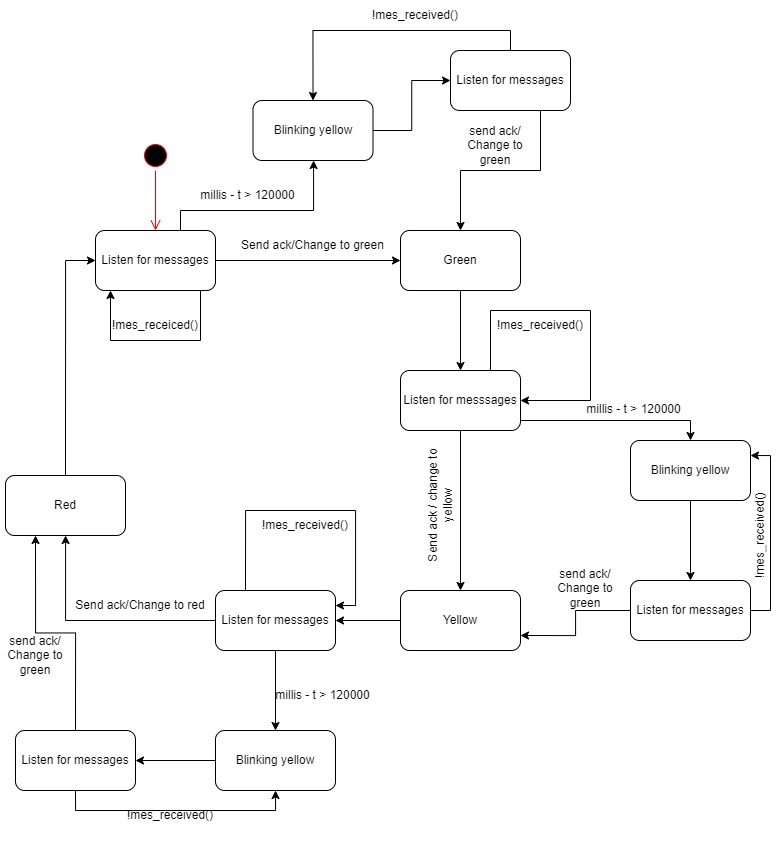 !mes_received()
Listen for messages
Blinking yellow
send ack/
Change to
green
millis - t > 120000
Listen for messages
Send ack/Change to green
Green
!mes_receiced()
!mes_received()
Listen for messsages
millis - t > 120000
Blinking yellow
Send ack / change to
yellow
!mes_received()
Red
!mes_received()
send ack/
Change to
green
Send ack/Change to red
Listen for messages
Yellow
Listen for messages
send ack/
Change to
green
millis - t > 120000
Listen for messages
Blinking yellow
!mes_received()